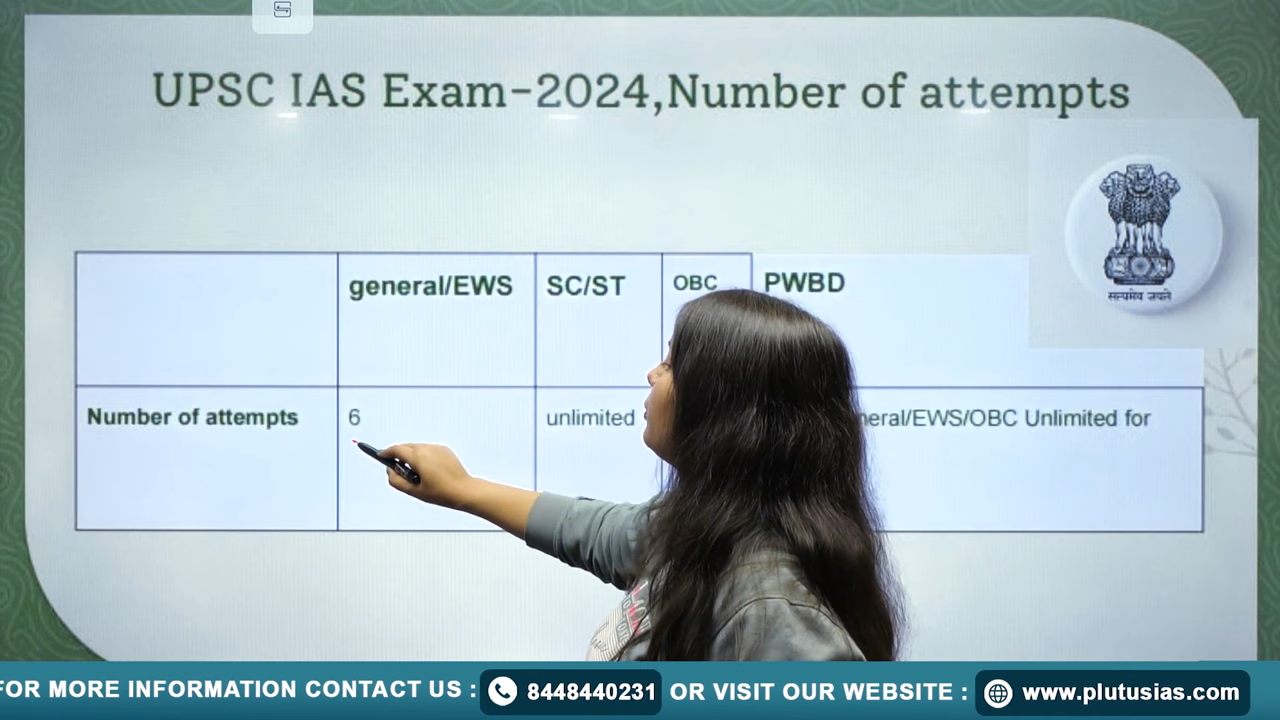 UPSC IAS Exam-2024,Number of attempts
सत्यमेव जयते
general/EWS SC/ST OBC PWBD
Number of attempts 6 unlimited /EWS/OBC Unlimited for
FOR MORE INFORMATION CONTACT US : 8448440231 OR VISIT OUR WEBSITE : www.plutusias.com